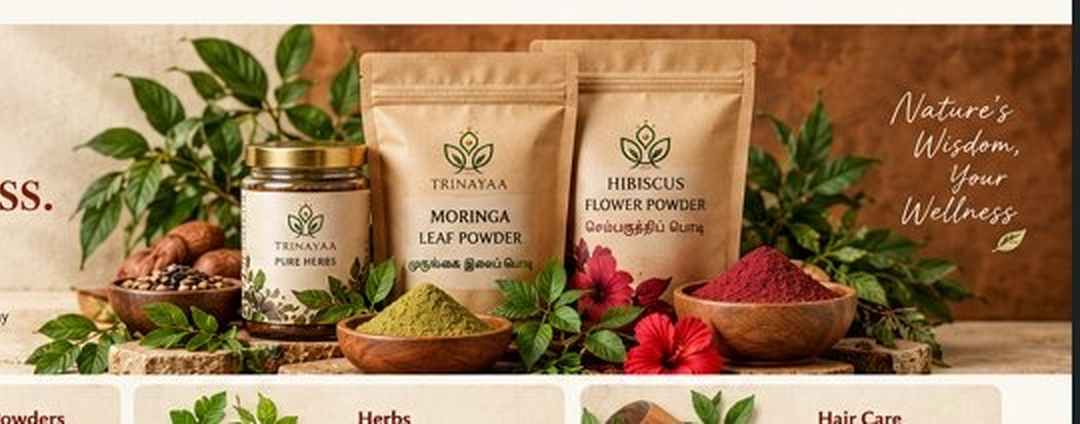 ss.
Nature's
Wisdom,
Your
Wellness
TRINAYAA
MORINGA
LEAF POWDER
முருங்கை இலைப் பொடி
HIBISCUS
FLOWER POWDER
செம்பருத்திப் பொடி
TRINAYAA
PURE HERBS
y
owders
Herbs
Hair Care